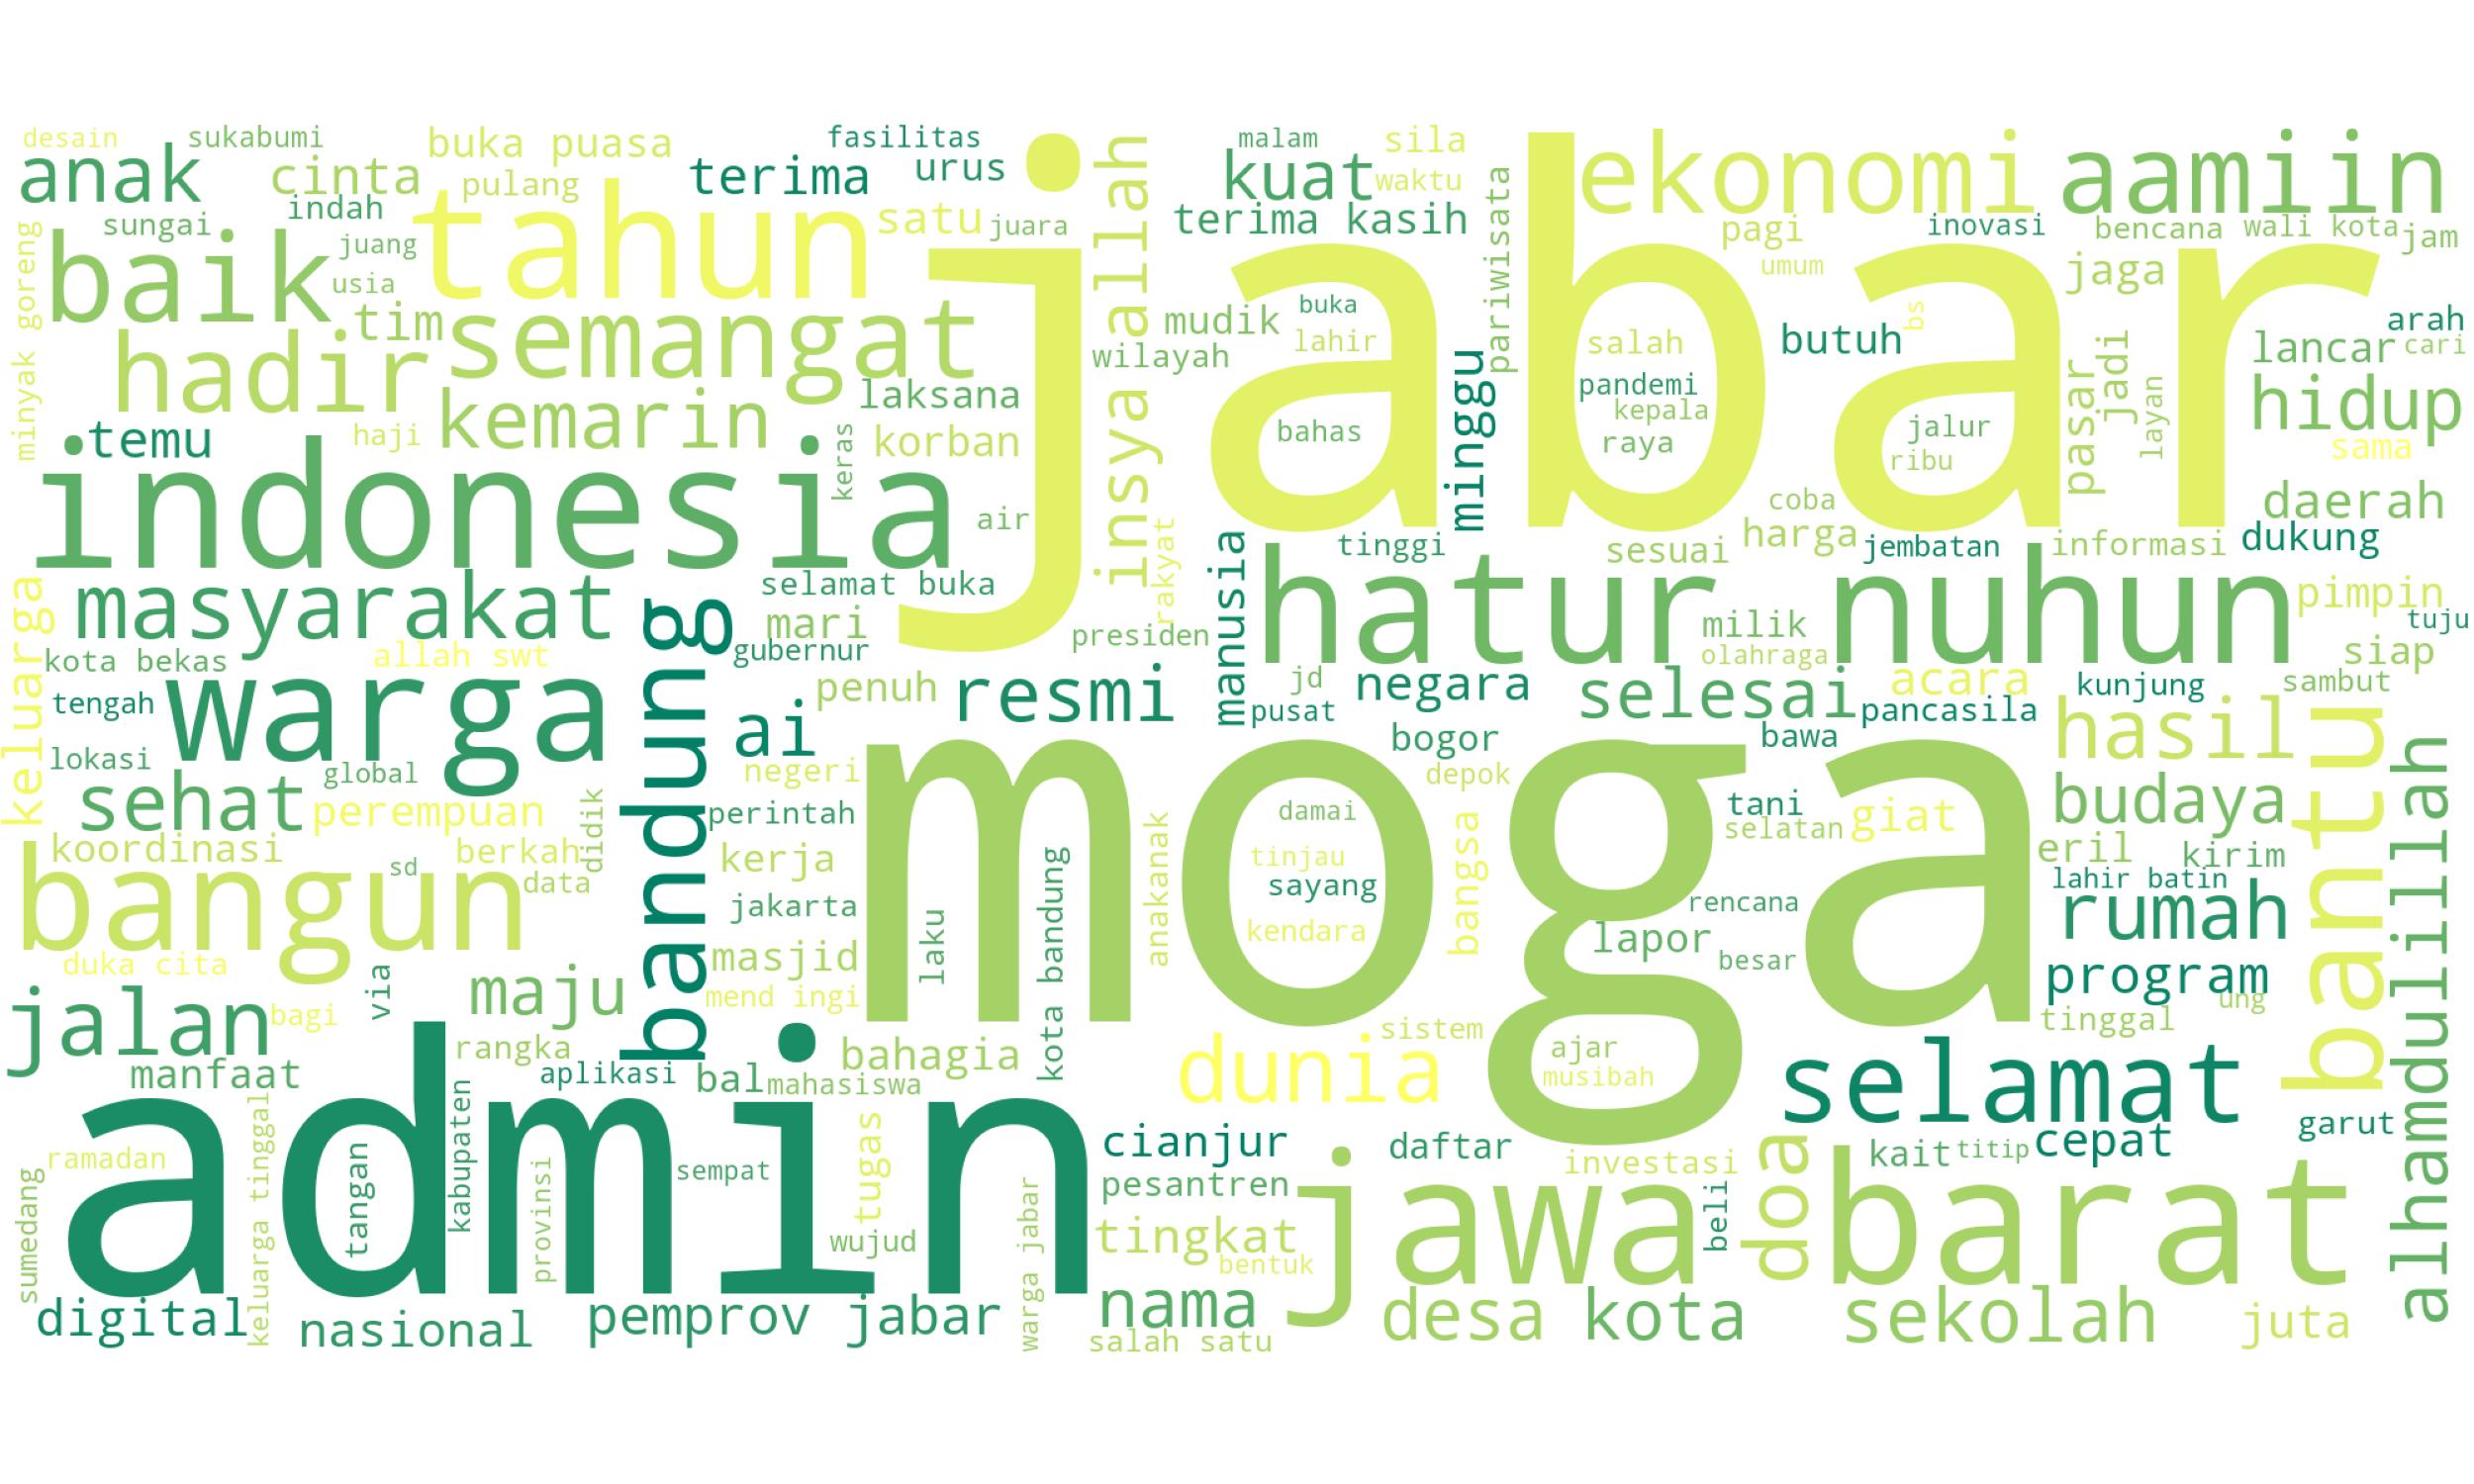 desain
sukabumi
buka puasa
fasilitas
malam
sila
ekonomi
aamiin
anak
cinta
pulang
terima
urus
kuat
waktu
indah
sungai
tahun
satu
juara
terima kasih
pagi
inovasi
bencana
wali kota
jam
minyak goreng
baik
juang
usia
jabar
insya allah
pariwisata
umum
jaga
tim
semangat
mudik
buka
lahir
wilayah
salah
butuh
bs
arah
lancar
cari
hadir
kemarin
laksana
minggu
pandemi
kepala
pasar
jadi
layan
hidup
temu
haji
keras
korban
bahas
raya
jalur
ribu
sama
indonesia
air
rakyat
coba
harga
daerah
tinggi
sesuai
jembatan
informasi
dukung
keluarga
masyarakat
selamat buka
mari
presiden
manusia
hatur nuhun
pimpin
tuju
kota bekas
allah swt
bandung
gubernur
milik
olahraga
siap
tengah
warga
penuh
resmi
jd
pusat
negara
selesai
acara
pancasila
kunjung
sambut
lokasi
global
ai
negeri
moga
bogor
depok
bawa
hasil
bantu
sehat
perempuan
didik
perintah
damai
tani
selatan
giat
budaya
alhamdulillah
koordinasi
berkah
kerja
anakanak
tinjau
sayang
bangsa
eril
kirim
bangun
sd
data
jakarta
laku
kota bandung
kendara
rencana
lahir batin
rumah
duka cita
via
masjid
mend ingi
lapor
besar
program
ung
jalan
bagi
maju
sistem
tinggal
manfaat
rangka
aplikasi
bal
bahagia
mahasiswa
dunia
ajar
musibah
selamat
admin
ramadan
sumedang
keluarga tinggal
tangan
kabupaten
provinsi
sempat
tugas
cianjur
daftar
investasi
doa
kait
titip
cepat
garut
pesantren
jawa barat
beli
wujud
warga jabar
tingkat
bentuk
digital
nasional
pemprov jabar
nama
salah satu
desa
kota
sekolah
juta